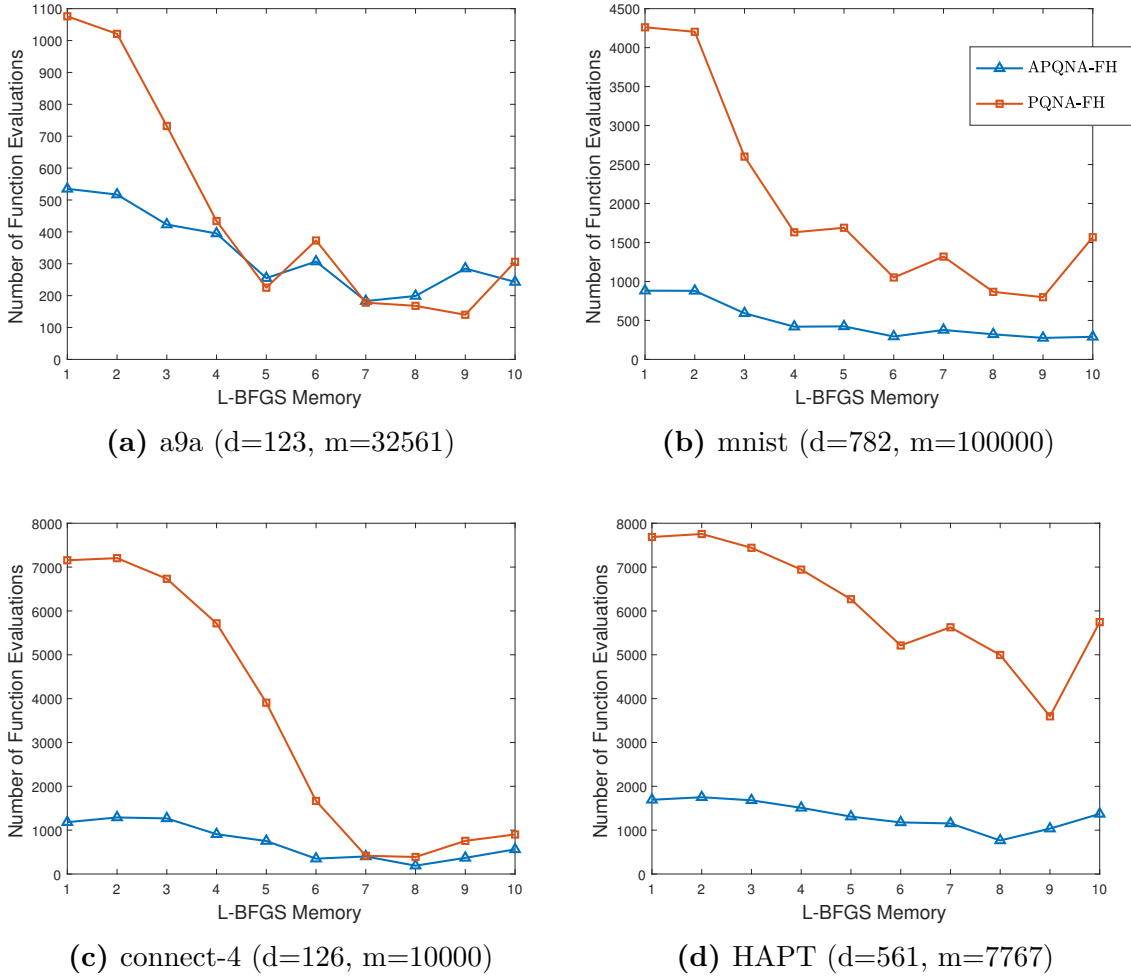 1100
1000
900
800
700
600
500
400
300
200
100
0
Number of Function Evaluations
1 2 3 4 5 6 7 8 9 10
L-BFGS Memory
(a) a9a (d=123, m=32561)
4500
4000
3500
3000
2500
2000
1500
1000
500
0
Number of Function Evaluations
APQNA-FH
PQNA-FH
1 2 3 4 5 6 7 8 9 10
L-BFGS Memory
(b) mnist (d=782, m=100000)
8000
7000
6000
5000
4000
3000
2000
1000
0
Number of Function Evaluations
1 2 3 4 5 6 7 8 9 10
L-BFGS Memory
(c) connect-4 (d=126, m=10000)
8000
7000
6000
5000
4000
3000
2000
1000
0
Number of Function Evaluations
1 2 3 4 5 6 7 8 9 10
L-BFGS Memory
(d) HAPT (d=561, m=7767)